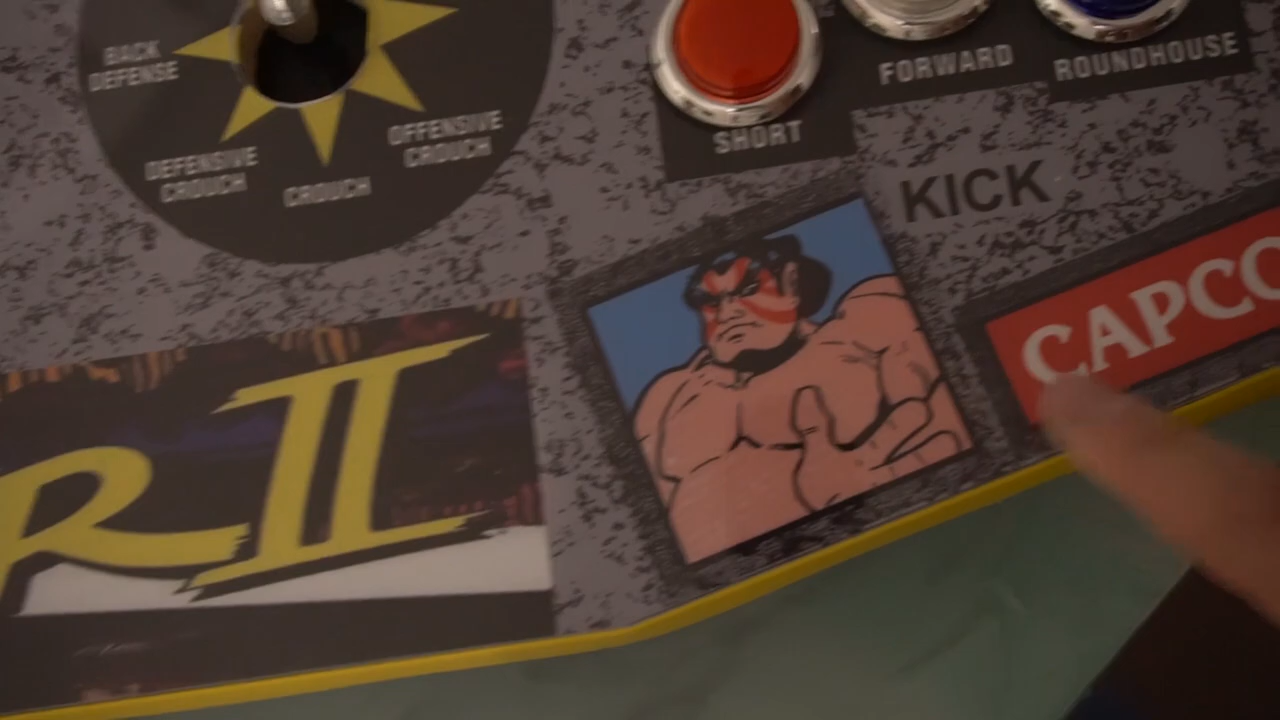 BACK
DEFENSE
DEFENSIVE
CROUCH
CROUCH
OFFENSIVE
CROUCH
SHORT
FORWARD
ROUNDHOUSE
KICK
R II
CAPCO